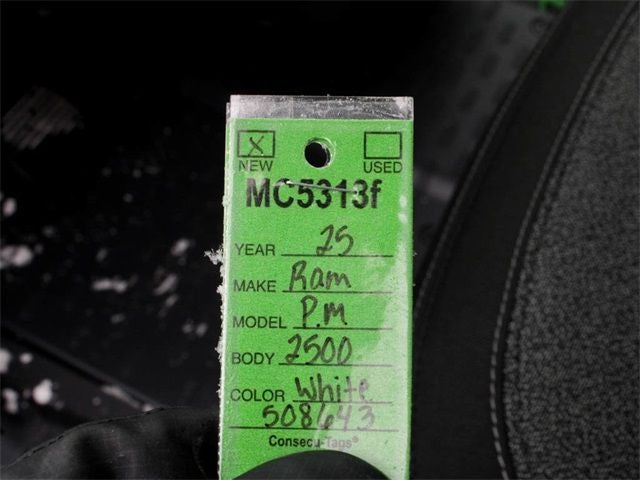 X
NEW USED
MC5313f
YEAR 25
MAKE Ram
MODEL P.M
BODY 2500
COLOR White
508643
Consecu-Tags®